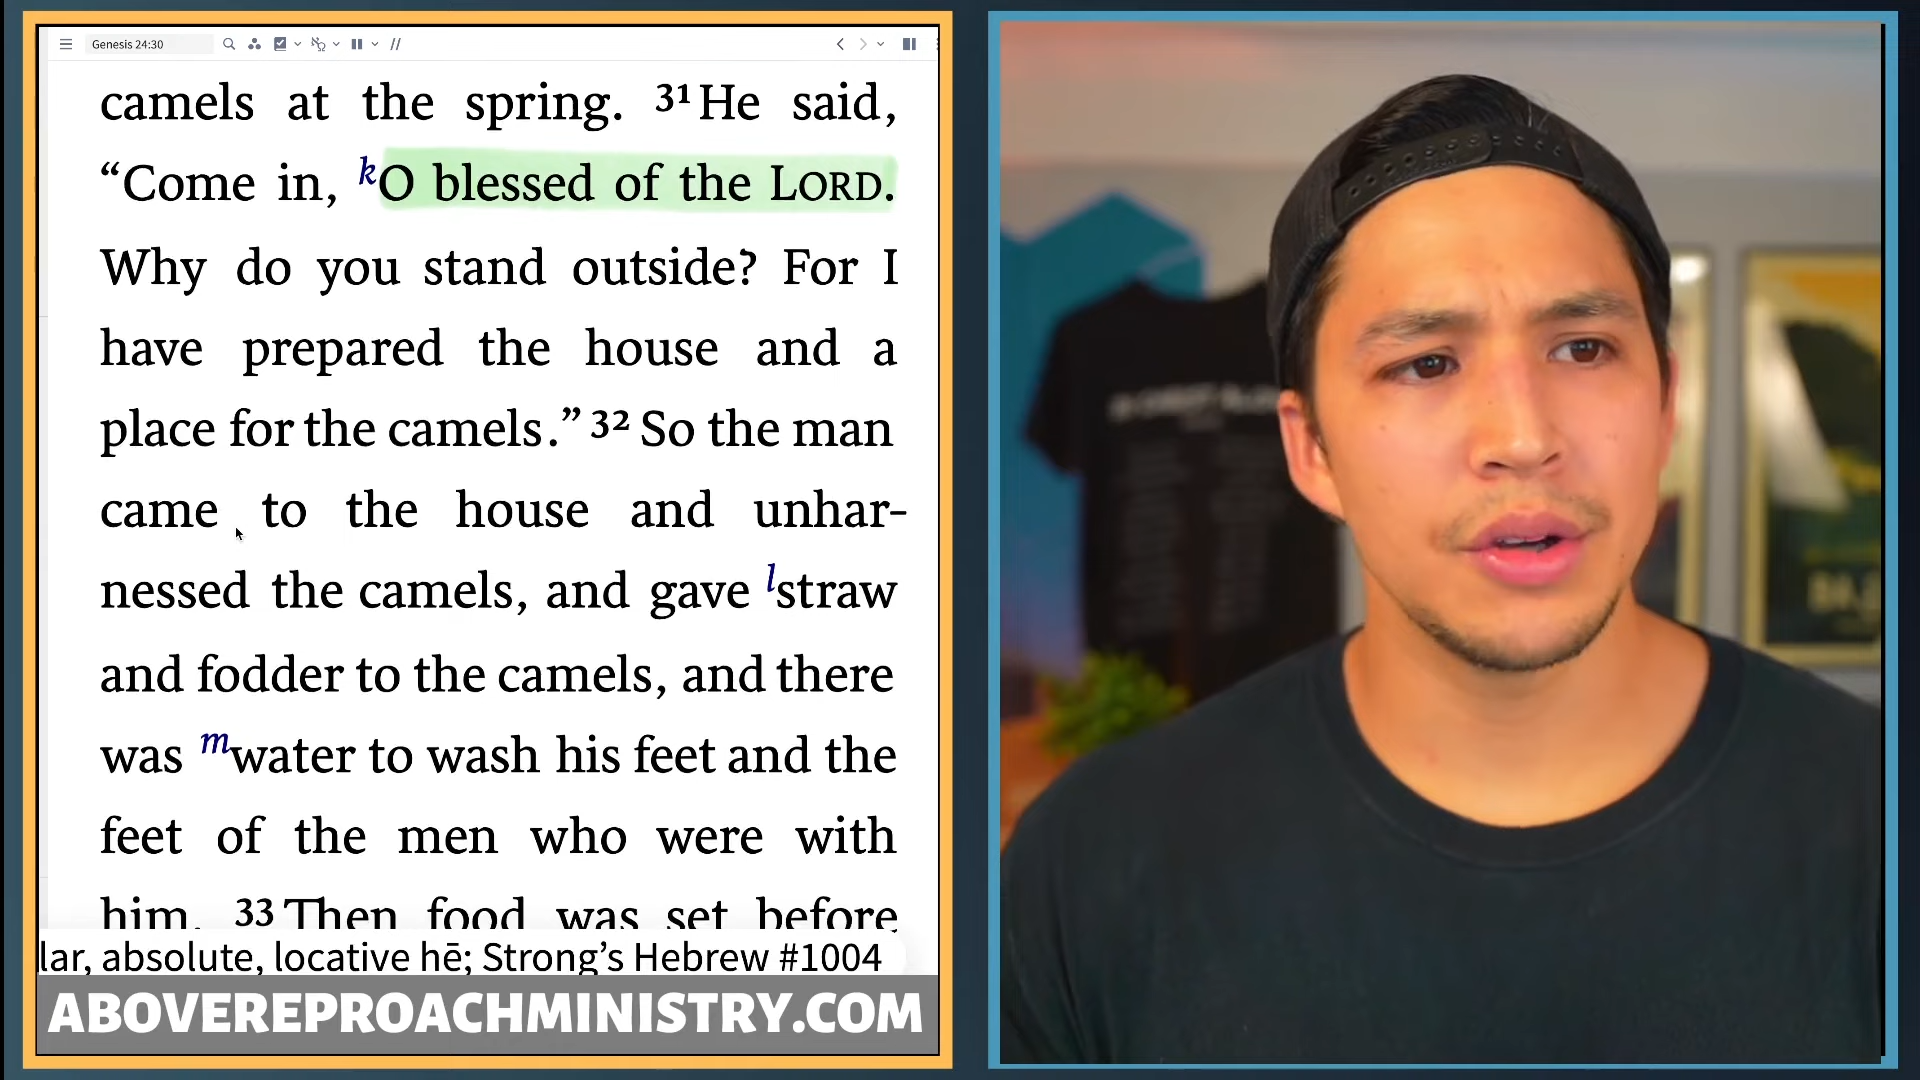 Genesis 24:30
//
camels at the spring. ³¹ He said,
“Come in, ᵏO blessed of the LORD.
Why do you stand outside? For I
have prepared the house and a
place for the camels.” ³² So the man
came to the house and unhar-
nessed the camels, and gave ˡstraw
and fodder to the camels, and there
was ᵐwater to wash his feet and the
feet of the men who were with
him. ³³ Then food was set before
lar, absolute, locative hē; Strong’s Hebrew #1004
ABOVEREPROACHMINISTRY.COM